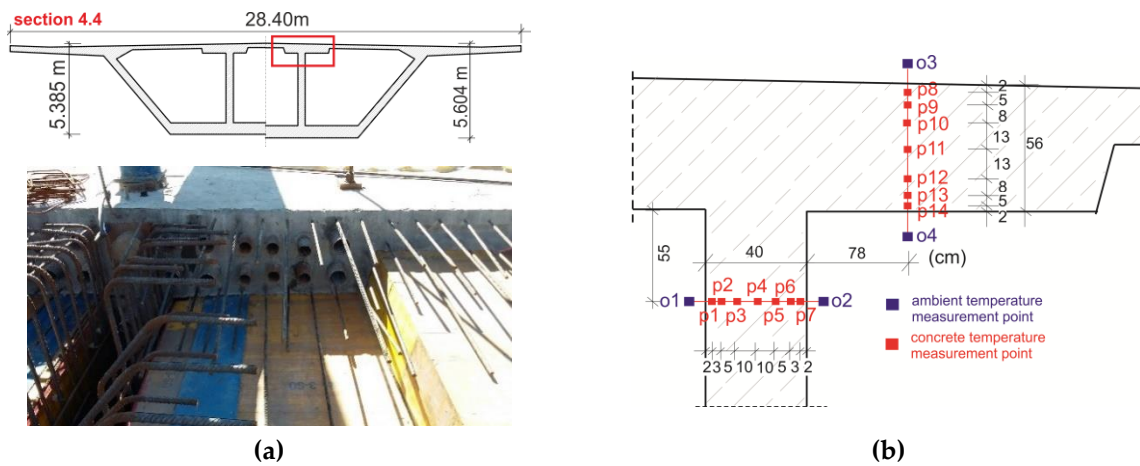 section 4.4
28.40m
5.385 m
5.604 m
(a)
o3
p8
p9
p10
p11
p12
p13
p14
o4
2
5
8
13
13
8
5
2
56
55
40
78
(cm)
o1
p1
p2
p3
p4
p5
p6
p7
o2
2 3 5 10 10 5 3 2
ambient temperature
measurement point
concrete temperature
measurement point
(b)